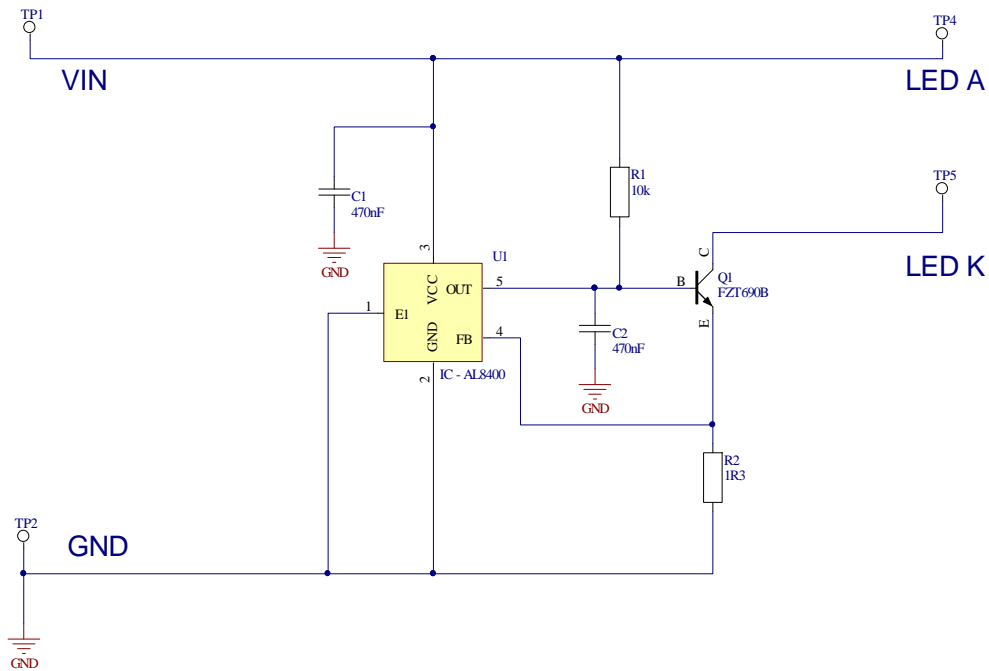 TP1
TP4
VIN
LED A
C1
470nF
GND
R1
10k
TP5
LED K
U1
3
VCC
OUT
5
1
E1
GND
FB
4
2
IC - AL8400
C2
470nF
GND
B
C
Q1
FZT690B
E
R2
1R3
TP2
GND
GND